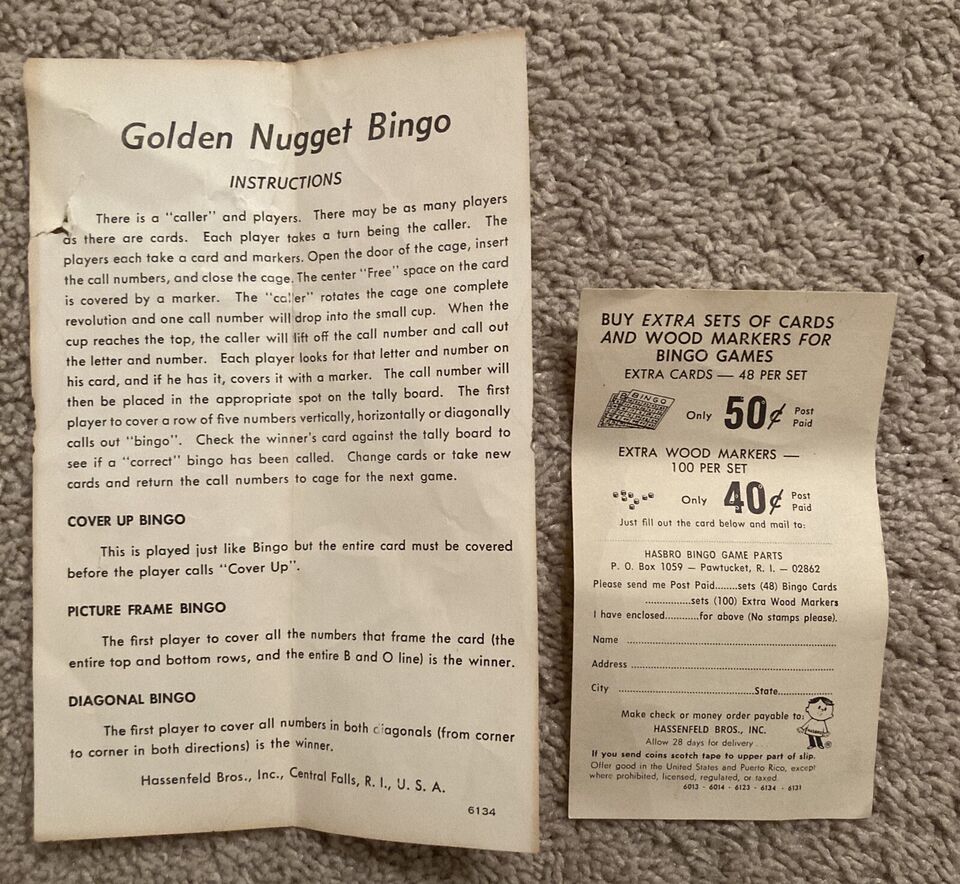 Golden Nugget Bingo
INSTRUCTIONS
There is a "caller" and players. There may be as many players
as there are cards. Each player takes a turn being the caller. The
players each take a card and markers. Open the door of the cage, insert
the call numbers, and close the cage. The center "Free" space on the card
is covered by a marker. The "caller" rotates the cage one complete
revolution and one call number will drop into the small cup. When the
cup reaches the top, the caller will lift off the call number and call out
the letter and number. Each player looks for that letter and number on
his card, and if he has it, covers it with a marker. The call number will
then be placed in the appropriate spot on the tally board. The first
player to cover a row of five numbers vertically, horizontally or diagonally
calls out "bingo". Check the winner's card against the tally board to
see if a "correct" bingo has been called. Change cards or take new
cards and return the call numbers to cage for the next game.
COVER UP BINGO
This is played just like Bingo but the entire card must be covered
before the player calls "Cover Up".
PICTURE FRAME BINGO
The first player to cover all the numbers that frame the card (the
entire top and bottom rows, and the entire B and O line) is the winner.
DIAGONAL BINGO
The first player to cover all numbers in both diagonals (from corner
to corner in both directions) is the winner.
Hassenfeld Bros., Inc., Central Falls, R. I., U. S. A.
6134
BUY EXTRA SETS OF CARDS
AND WOOD MARKERS FOR
BINGO GAMES
EXTRA CARDS — 48 PER SET
BINGO
Only 50¢ Post Paid
EXTRA WOOD MARKERS —
100 PER SET
Only 40¢ Post Paid
Just fill out the card below and mail to:
HASBRO BINGO GAME PARTS
P. O. Box 1059 — Pawtucket, R. I. — 02862
Please send me Post Paid.......sets (48) Bingo Cards
..............sets (100) Extra Wood Markers
I have enclosed...........for above (No stamps please).
Name ..........
Address ..........
City ..........State..........
Make check or money order payable to:
HASSENFELD BROS., INC.
Allow 28 days for delivery . .
®
If you send coins scotch tape to upper part of slip.
Offer good in the United States and Puerto Rico, except
where prohibited, licensed, regulated, or taxed.
6013 - 6014 - 6123 - 6134 - 6131